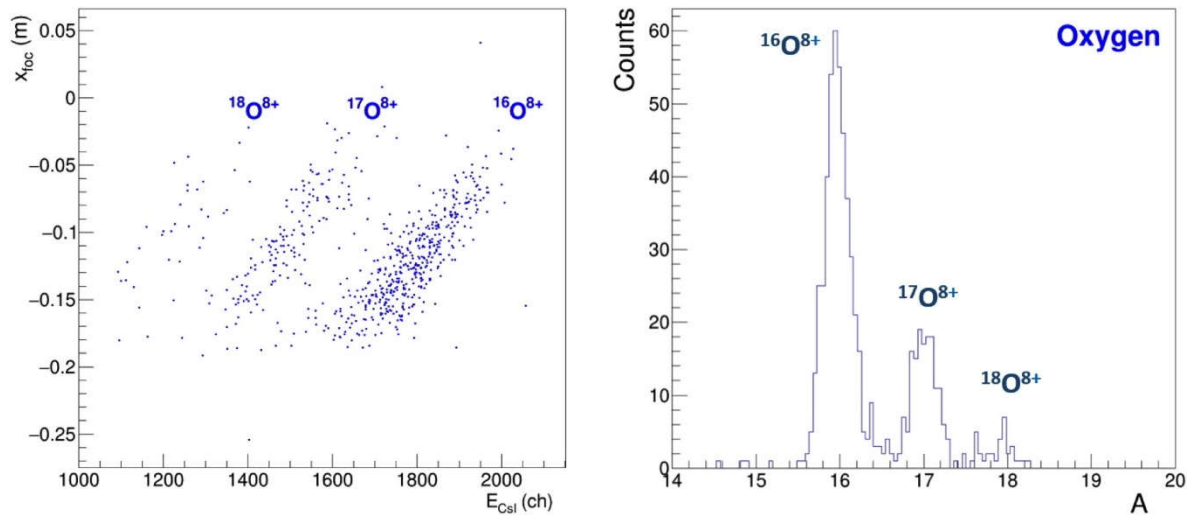 x_foc (m)
0.05
0
−0.05
−0.1
−0.15
−0.2
−0.25
¹⁸O⁸⁺ ¹⁷O⁸⁺ ¹⁶O⁸⁺
1000 1200 1400 1600 1800 2000
E_CsI (ch)
Counts
60
50
40
30
20
10
0
Oxygen
¹⁶O⁸⁺
¹⁷O⁸⁺
¹⁸O⁸⁺
14 15 16 17 18 19 20
A